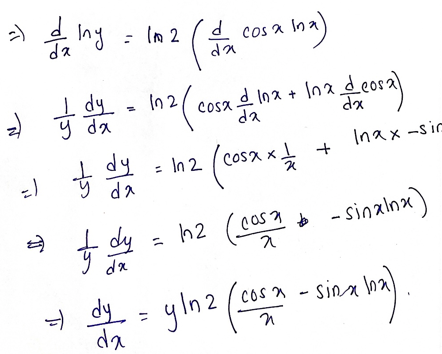 ⇒) d/dx ln y = ln 2 ( d/dx cos x ln x )
⇒) 1/y dy/dx = ln 2 ( cos x d/dx ln x + ln x d/dx cos x )
⇒) 1/y dy/dx = ln 2 ( cos x × 1/x + ln x × -sin
⇒ 1/y dy/dx = ln 2 ( cos x/x - sin x ln x )
⇒) dy/dx = y ln 2 ( cos x/x - sin x ln x ).